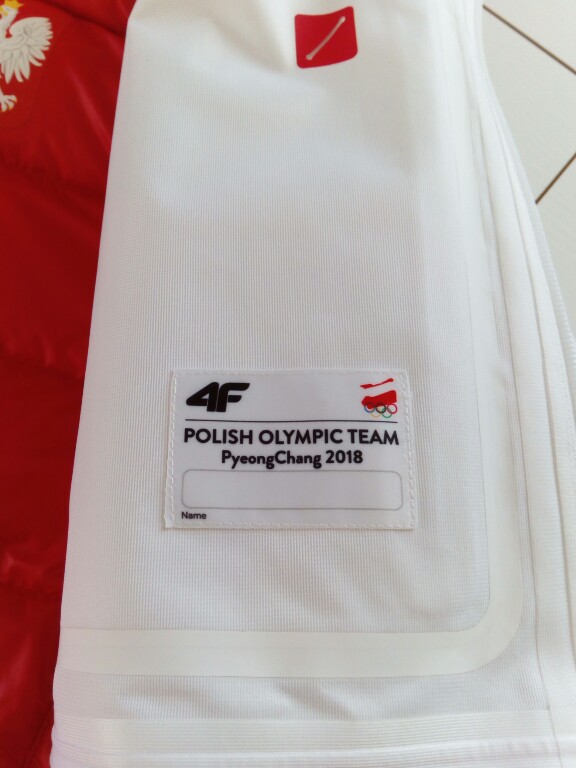 4F
POLISH OLYMPIC TEAM
PyeongChang 2018
Name